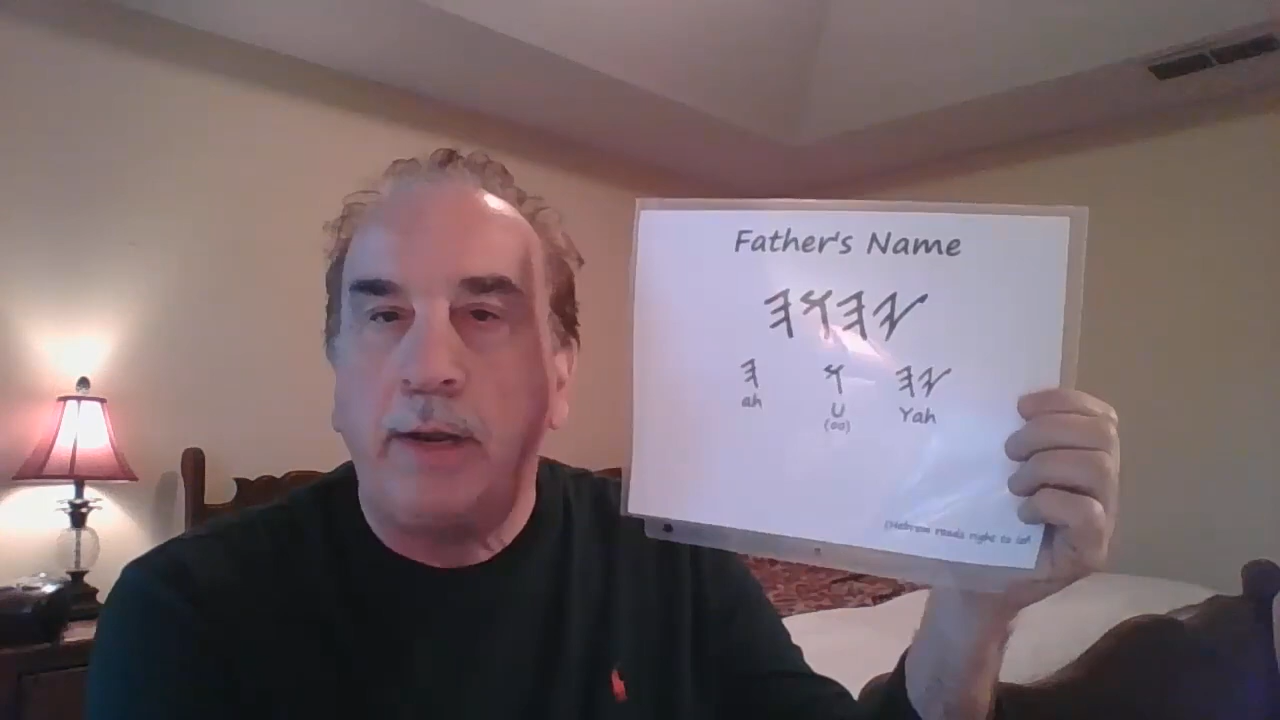 Father's Name
𐤉𐤄𐤅𐤄
𐤉𐤄 𐤅 𐤄
ah U Yah
(oo)
(Hebrew reads right to left